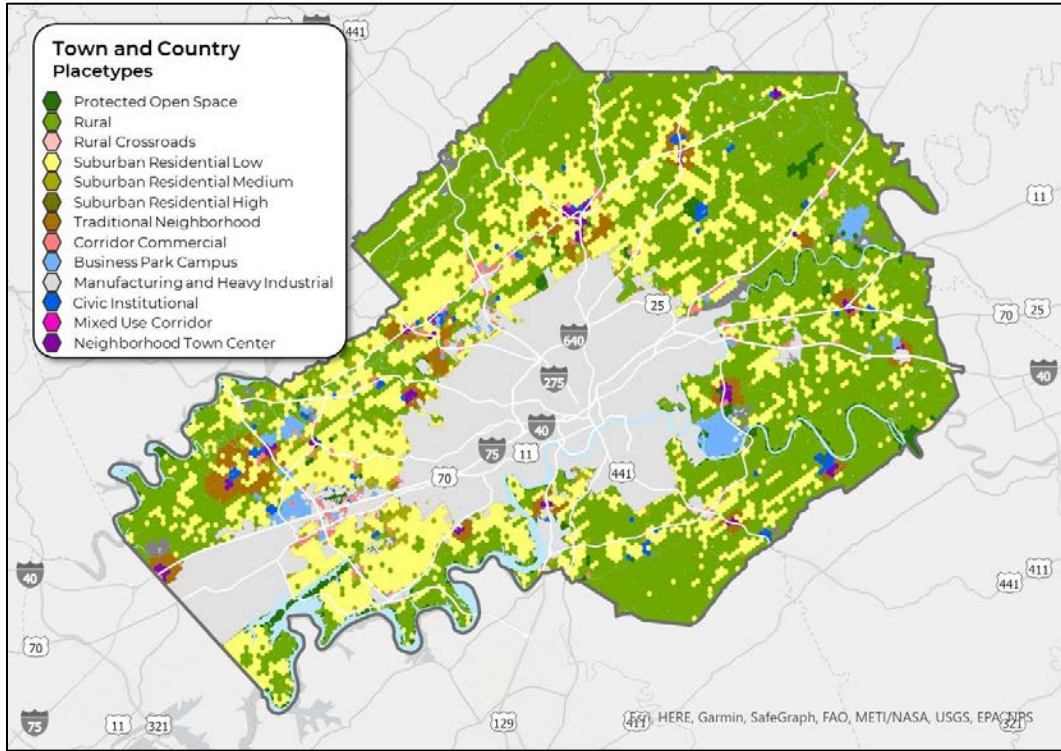 Town and Country
Placetypes
Protected Open Space
Rural
Rural Crossroads
Suburban Residential Low
Suburban Residential Medium
Suburban Residential High
Traditional Neighborhood
Corridor Commercial
Business Park Campus
Manufacturing and Heavy Industrial
Civic Institutional
Mixed Use Corridor
Neighborhood Town Center
441
11
25
70
25
640
40
275
40
75
11
70
441
40
411
441
70
75
11
321
129
411
321
Esri, HERE, Garmin, SafeGraph, FAO, METI/NASA, USGS, EPA, NPS